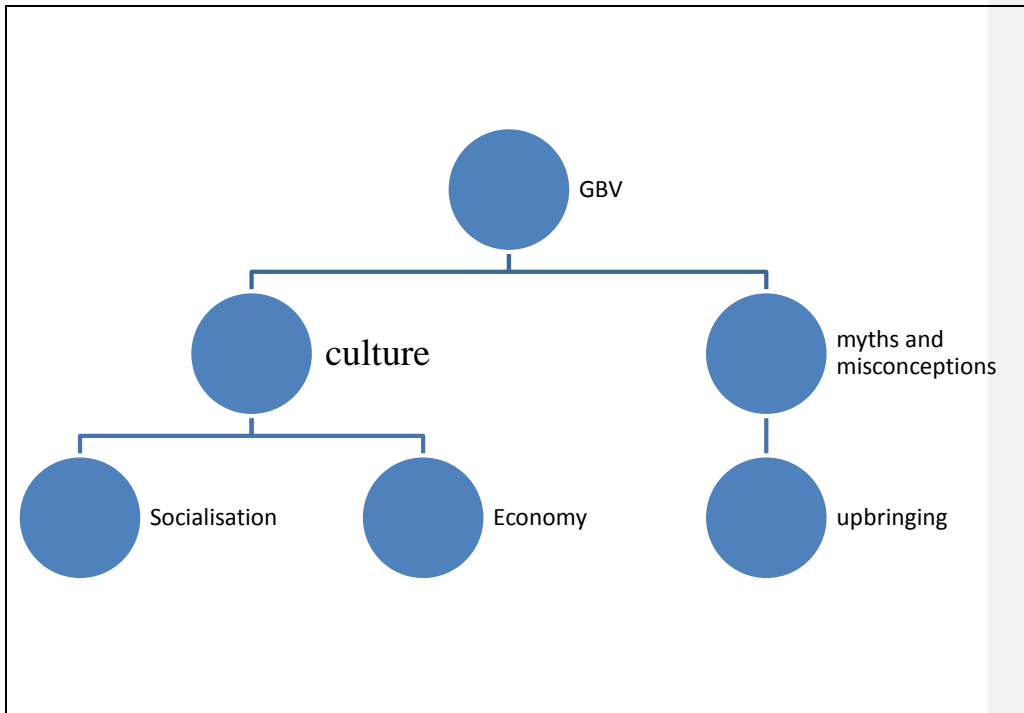 GBV
culture
myths and
misconceptions
Socialisation
Economy
upbringing